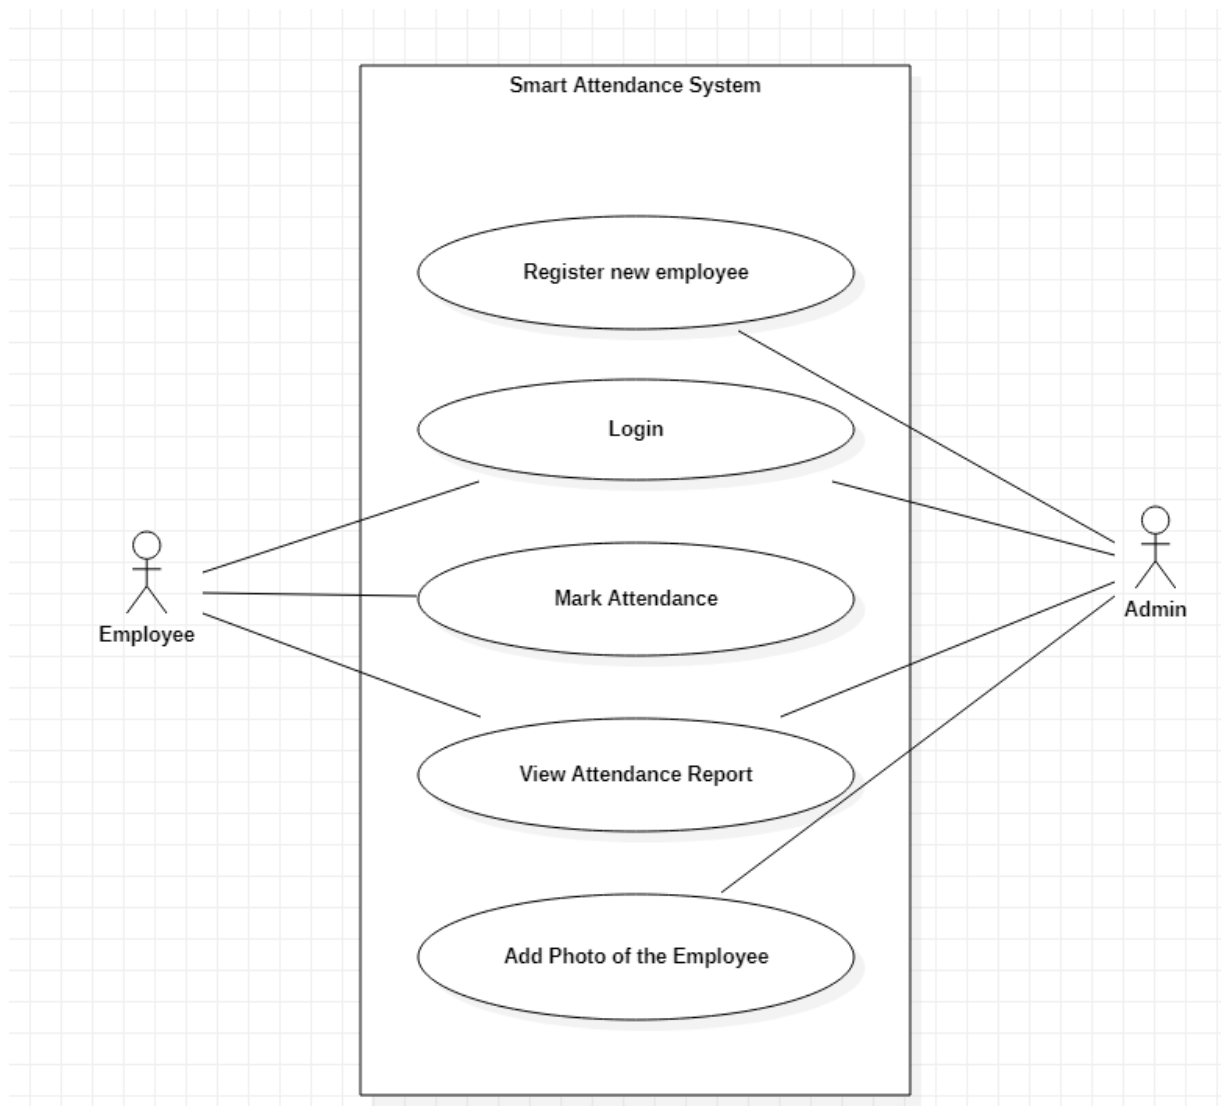 Smart Attendance System
Register new employee
Login
Mark Attendance
Employee
Admin
View Attendance Report
Add Photo of the Employee